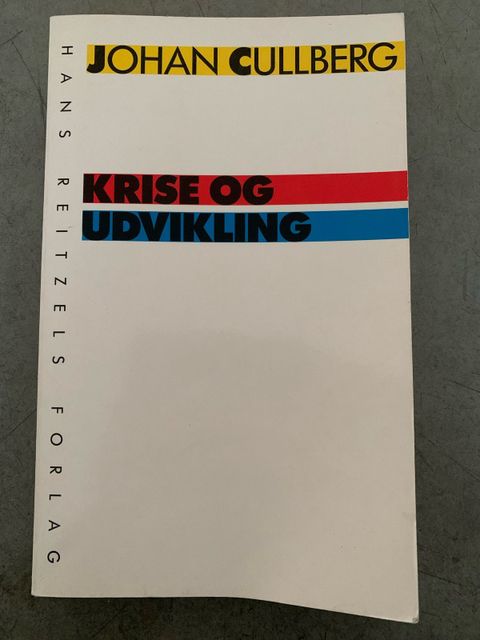 JOHAN CULLBERG
KRISE OG
UDVIKLING
HANS REITZELS FORLAG